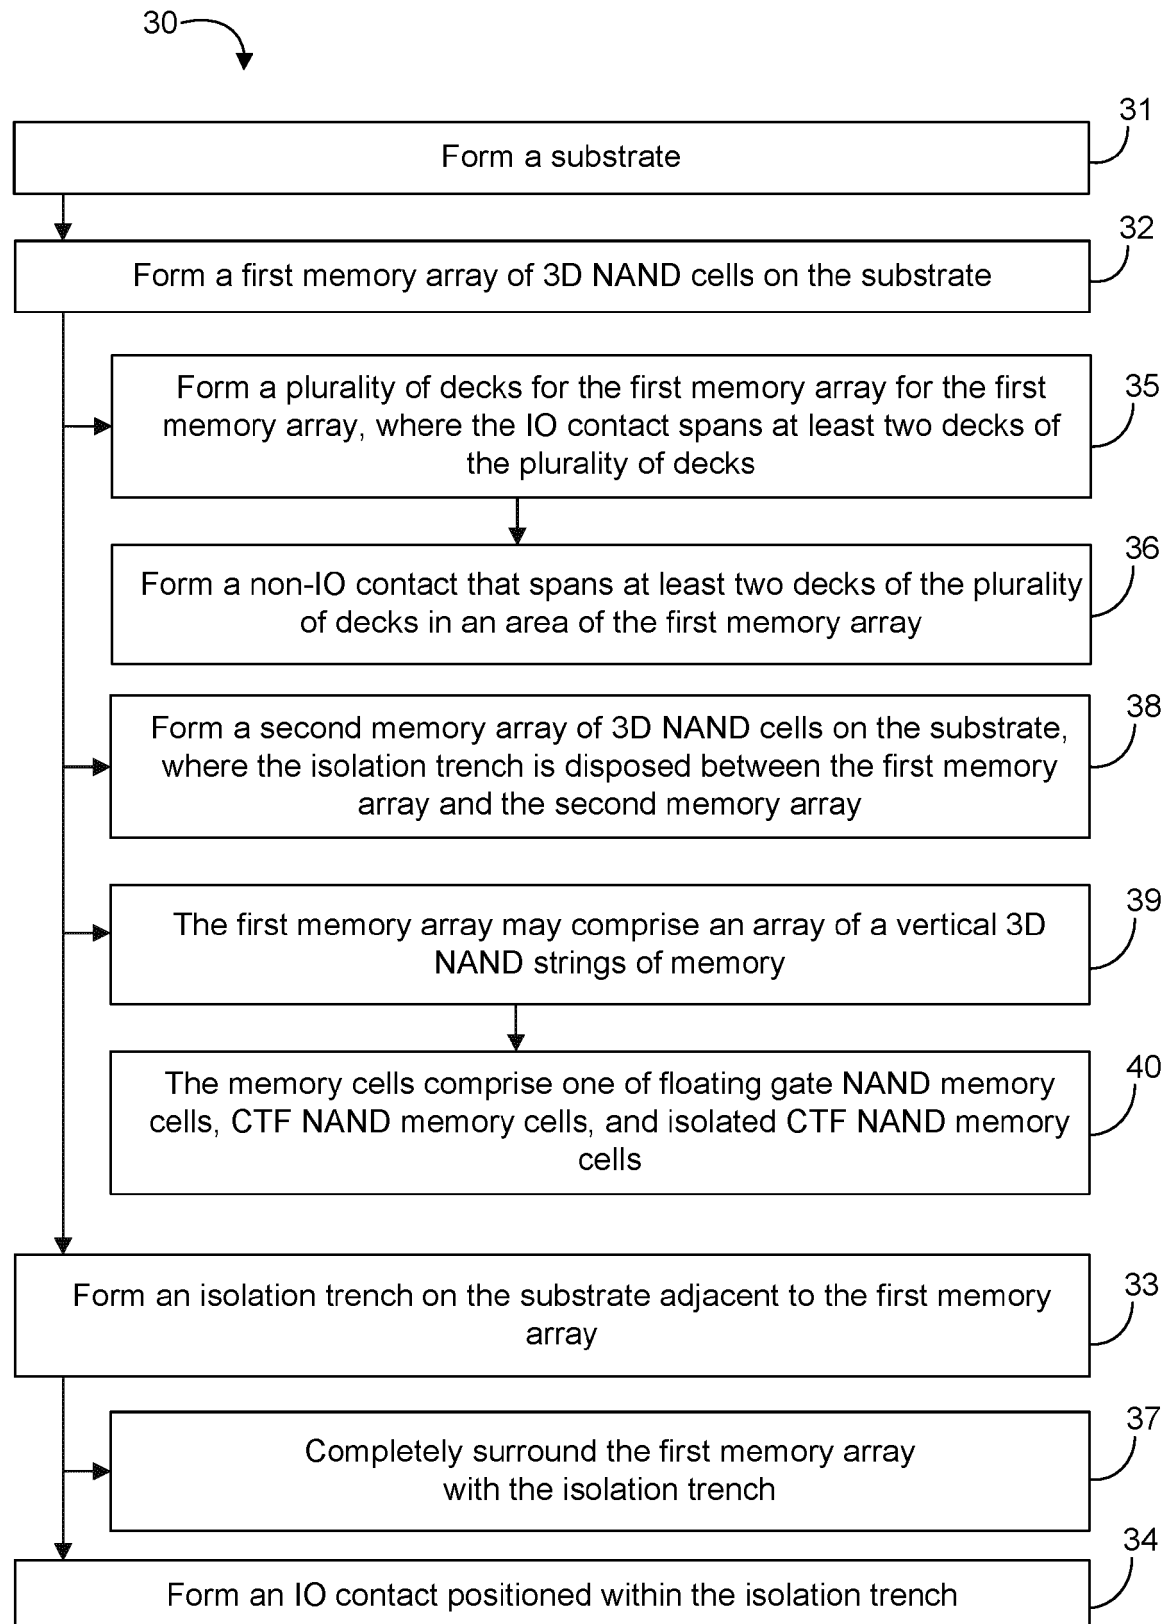 30
31
Form a substrate
32
Form a first memory array of 3D NAND cells on the substrate
35
Form a plurality of decks for the first memory array for the first
memory array, where the IO contact spans at least two decks of
the plurality of decks
36
Form a non-IO contact that spans at least two decks of the plurality
of decks in an area of the first memory array
38
Form a second memory array of 3D NAND cells on the substrate,
where the isolation trench is disposed between the first memory
array and the second memory array
39
The first memory array may comprise an array of a vertical 3D
NAND strings of memory
40
The memory cells comprise one of floating gate NAND memory
cells, CTF NAND memory cells, and isolated CTF NAND memory
cells
33
Form an isolation trench on the substrate adjacent to the first memory
array
37
Completely surround the first memory array
with the isolation trench
34
Form an IO contact positioned within the isolation trench